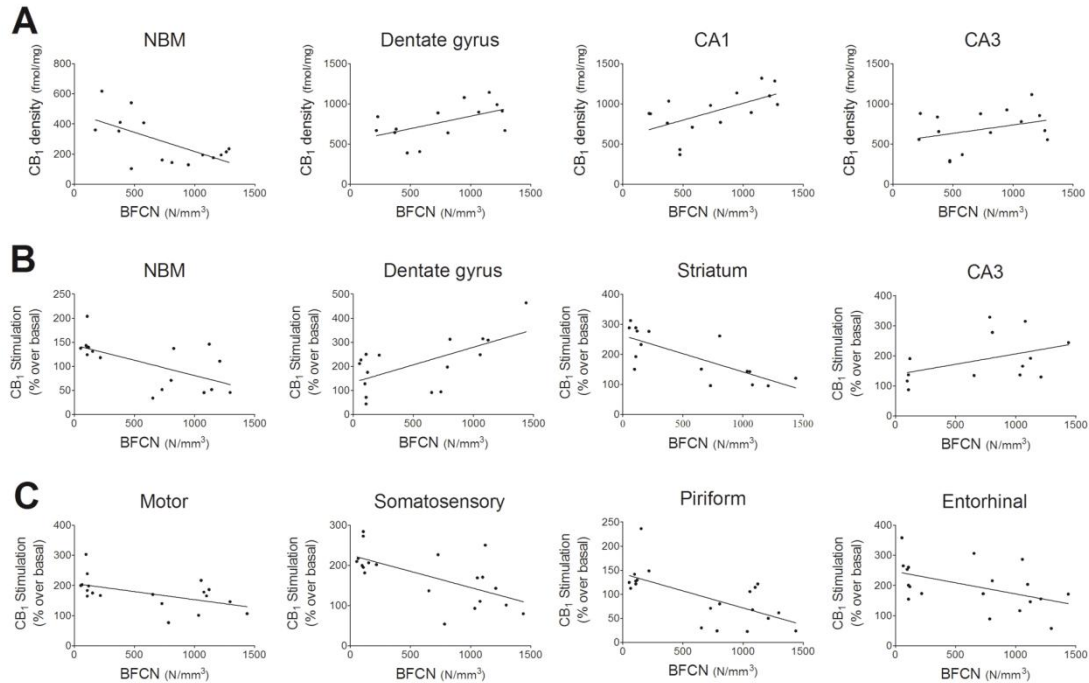 A
NBM
Dentate gyrus
CA1
CA3
CB₁ density (fmol/mg)
800
600
400
200
0
0
500
1000
1500
BFCN (N/mm³)
CB₁ density (fmol/mg)
1500
1000
500
0
0
500
1000
1500
BFCN (N/mm³)
CB₁ density (fmol/mg)
1500
1000
500
0
0
500
1000
1500
BFCN (N/mm³)
CB₁ density (fmol/mg)
1500
1000
500
0
0
500
1000
1500
BFCN (N/mm³)
B
NBM
Dentate gyrus
Striatum
CA3
CB₁ Stimulation
(% over basal)
250
200
150
100
50
0
0
500
1000
1500
BFCN (N/mm³)
CB₁ Stimulation
(% over basal)
500
400
300
200
100
0
0
500
1000
1500
BFCN (N/mm³)
CB₁ Stimulation
(% over basal)
350
300
250
200
150
100
50
0
0
500
1000
1500
BFCN (N/mm³)
CB₁ Stimulation
(% over basal)
400
300
200
100
0
0
500
1000
1500
BFCN (N/mm³)
C
Motor
Somatosensory
Piriform
Entorhinal
CB₁ Stimulation
(% over basal)
400
300
200
100
0
0
500
1000
1500
BFCN (N/mm³)
CB₁ Stimulation
(% over basal)
300
200
100
0
0
500
1000
1500
BFCN (N/mm³)
CB₁ Stimulation
(% over basal)
250
200
150
100
50
0
0
500
1000
1500
BFCN (N/mm³)
CB₁ Stimulation
(% over basal)
400
300
200
100
0
0
500
1000
1500
BFCN (N/mm³)